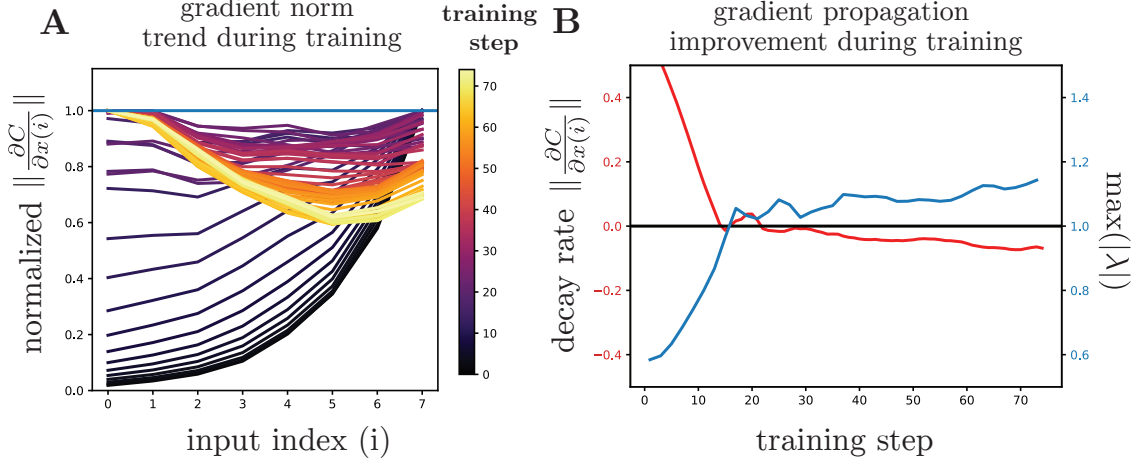 A
gradient norm
trend during training
training
step
normalized || ∂C / ∂x(i) ||
1.0
0.8
0.6
0.4
0.2
0.0
0 1 2 3 4 5 6 7
input index (i)
70
60
50
40
30
20
10
0
B
gradient propagation
improvement during training
decay rate || ∂C / ∂x(i) ||
0.4
0.2
0.0
−0.2
−0.4
1.4
1.2
1.0
0.8
0.6
max(|λ|)
0 10 20 30 40 50 60 70
training step